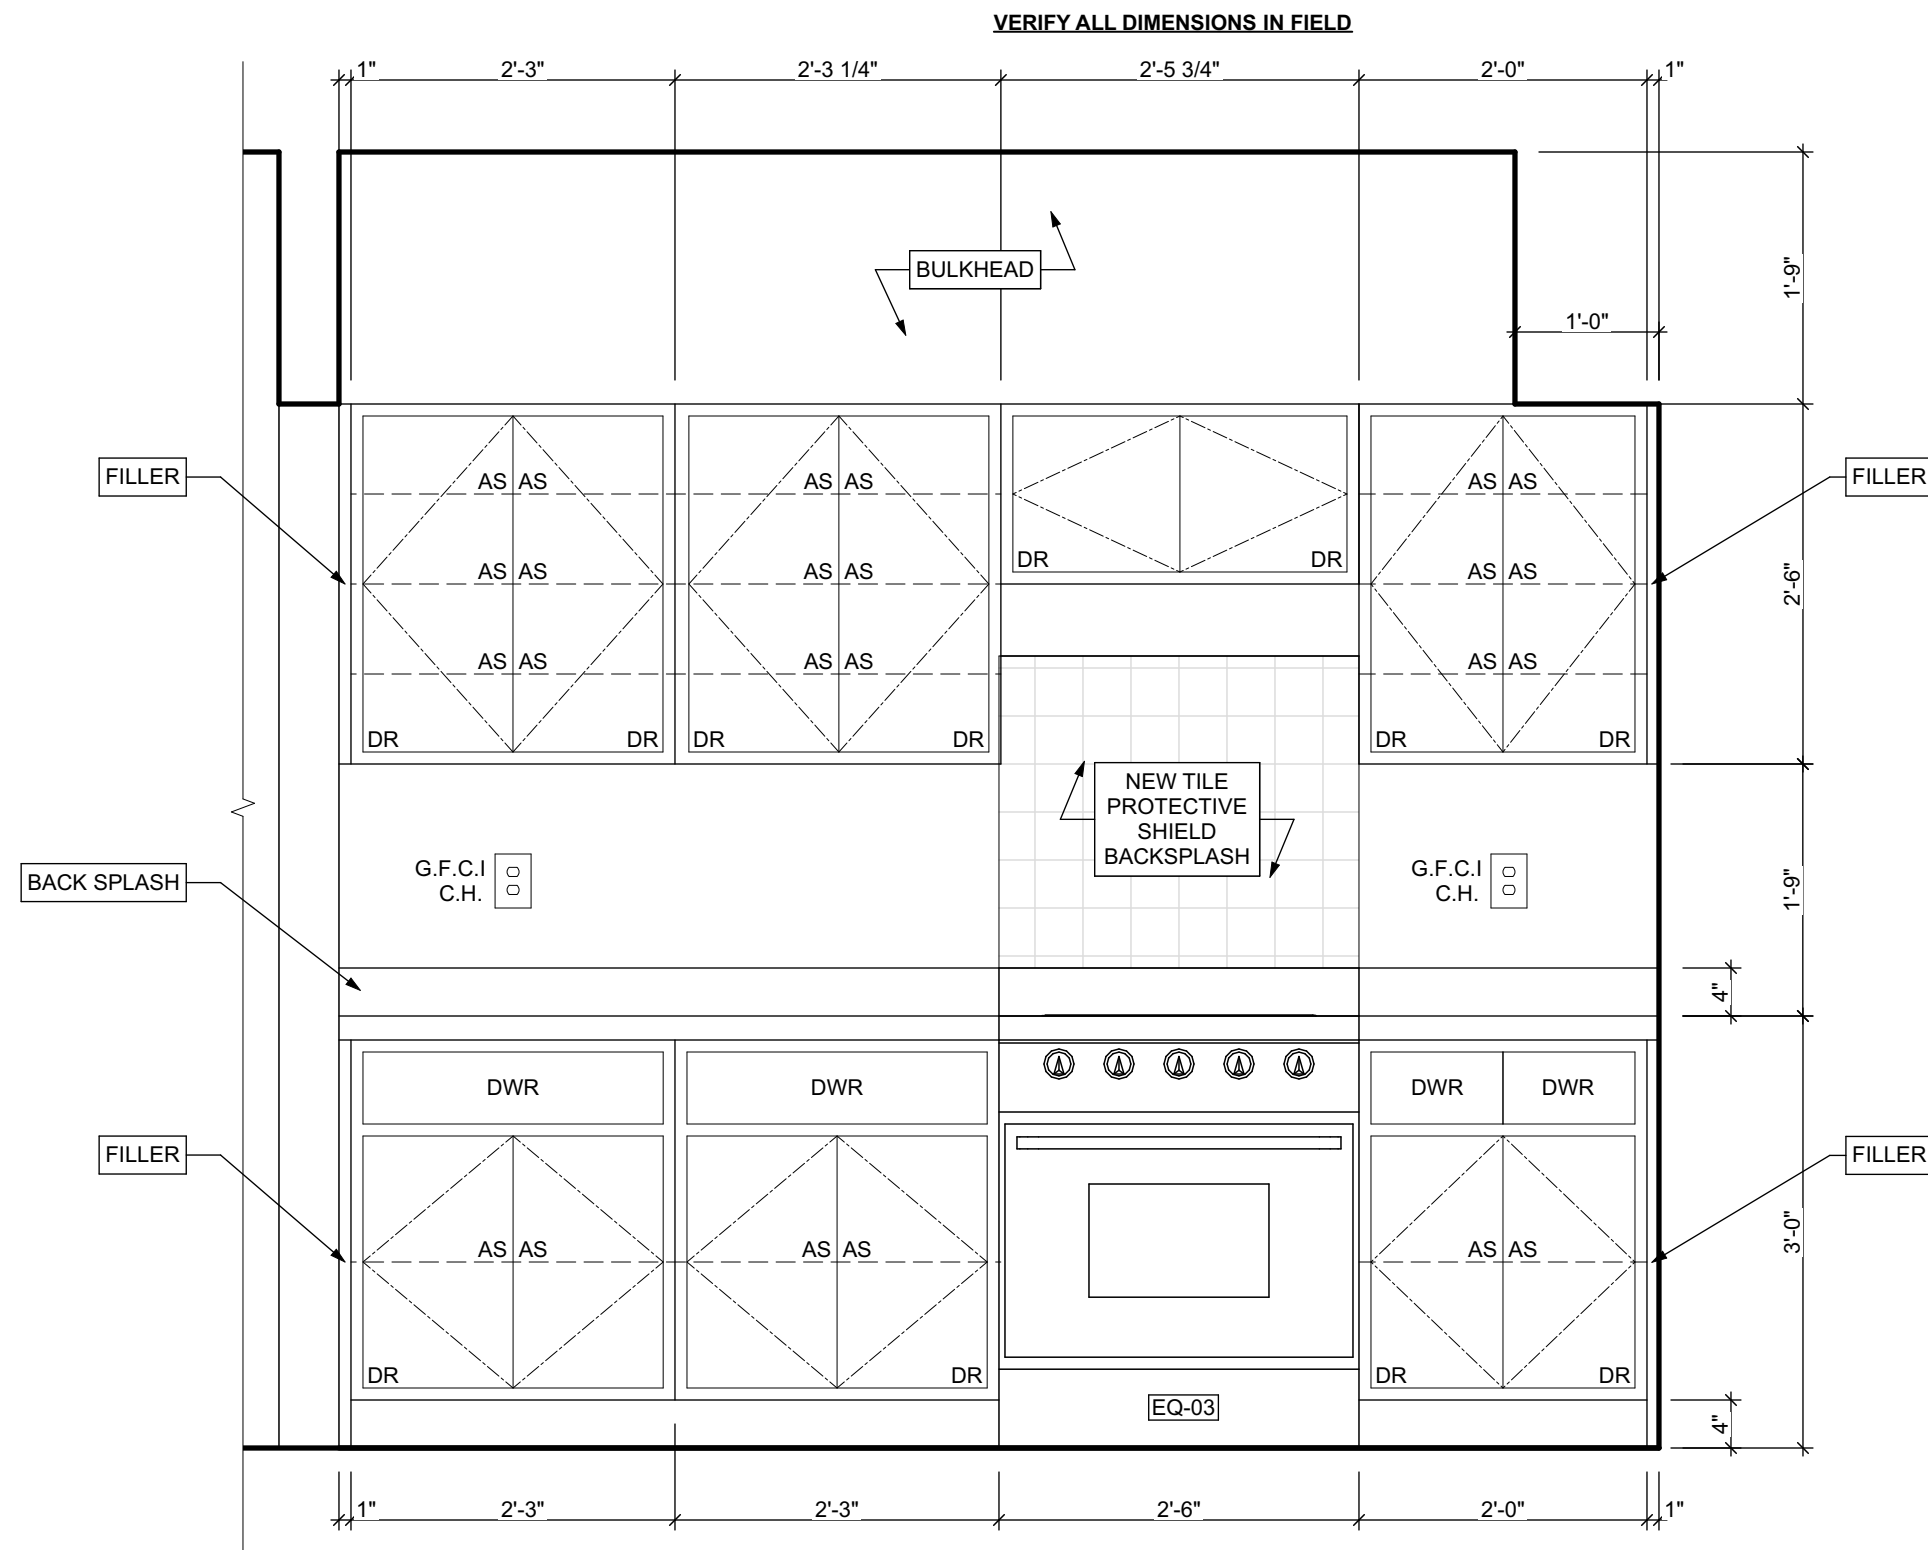 VERIFY ALL DIMENSIONS IN FIELD
1" 2'-3" 2'-3 1/4" 2'-5 3/4" 2'-0" 1"
BULKHEAD
1'-9"
1'-0"
FILLER
FILLER
AS AS AS AS AS AS
DR DR
AS AS AS AS AS AS
2'-6"
AS AS AS AS AS AS
DR DR DR DR DR DR
NEW TILE
PROTECTIVE
SHIELD
BACKSPLASH
G.F.C.I
C.H.
G.F.C.I
C.H.
BACK SPLASH
1'-9"
4"
DWR DWR DWR DWR
FILLER
FILLER
3'-0"
AS AS AS AS AS AS
DR DR DR DR
EQ-03
4"
1" 2'-3" 2'-3" 2'-6" 2'-0" 1"